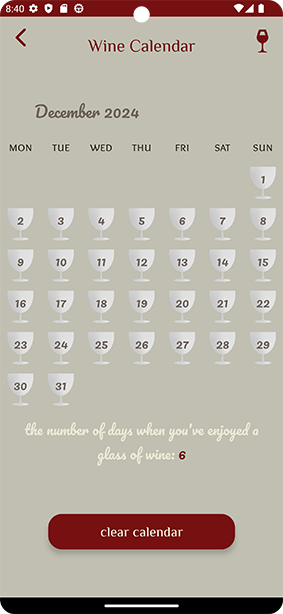 8:40
Wine Calendar
December 2024
MON TUE WED THU FRI SAT SUN
1
2 3 4 5 6 7 8
9 10 11 12 13 14 15
16 17 18 19 20 21 22
23 24 25 26 27 28 29
30 31
the number of days when you've enjoyed a
glass of wine: 6
clear calendar